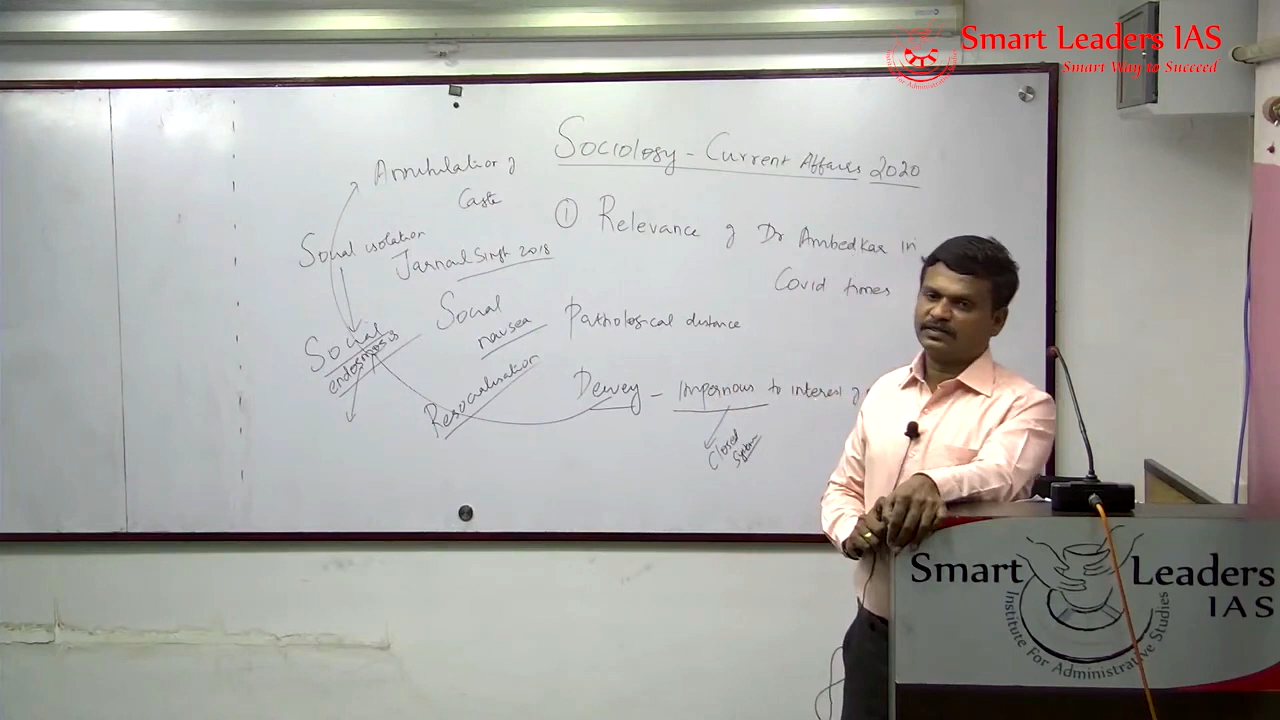 Smart Leaders IAS
Smart Way to Succeed
Sociology - Current Affairs 2020
Annihilation of
Caste
① Relevance of Dr Ambedkar in
Covid times
Social isolation
Jarnail Singh 2018
Social
nausea
Pathological distance
Social
endosmosis
Resocialisation
Dewey - Impervious to interest of
Closed
System
Smart Leaders
IAS
Institute For Administrative Studies